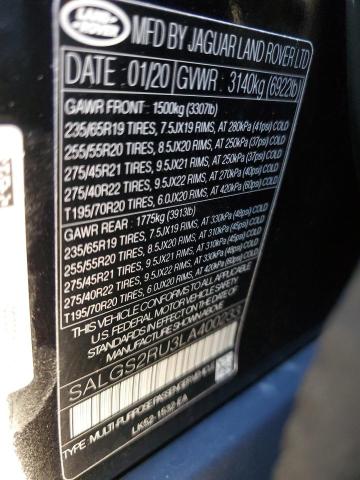 LAND-
ROVER
MFD BY JAGUAR LAND ROVER LTD
DATE : 01/20 GVWR : 3140kg (6922lb)
GAWR FRONT : 1500kg (3307lb)
235/65R19 TIRES, 7.5JX19 RIMS, AT 280kPa (41psi) COLD
255/55R20 TIRES, 8.5JX20 RIMS, AT 250kPa (37psi) COLD
275/45R21 TIRES, 9.5JX21 RIMS, AT 250kPa (37psi) COLD
275/40R22 TIRES, 9.5JX22 RIMS, AT 270kPa (40psi) COLD
T195/70R20 TIRES, 6.0JX20 RIMS, AT 420kPa (60psi) COLD
GAWR REAR : 1775kg (3913lb)
235/65R19 TIRES, 7.5JX19 RIMS, AT 330kPa (48psi) COLD
255/55R20 TIRES, 8.5JX20 RIMS, AT 310kPa (45psi) COLD
275/45R21 TIRES, 9.5JX21 RIMS, AT 310kPa (45psi) COLD
275/40R22 TIRES, 9.5JX22 RIMS, AT 330kPa (48psi) COLD
T195/70R20 TIRES, 6.0JX20 RIMS, AT 420kPa (60psi) COLD
THIS VEHICLE CONFORMS TO ALL APPLICABLE
U.S. FEDERAL MOTOR VEHICLE SAFETY
STANDARDS IN EFFECT ON THE DATE
SALGS2RU3LA400233
TYPE: MULTI-PURPOSE PASSENGER VEHICLE
LK52-1532-EA